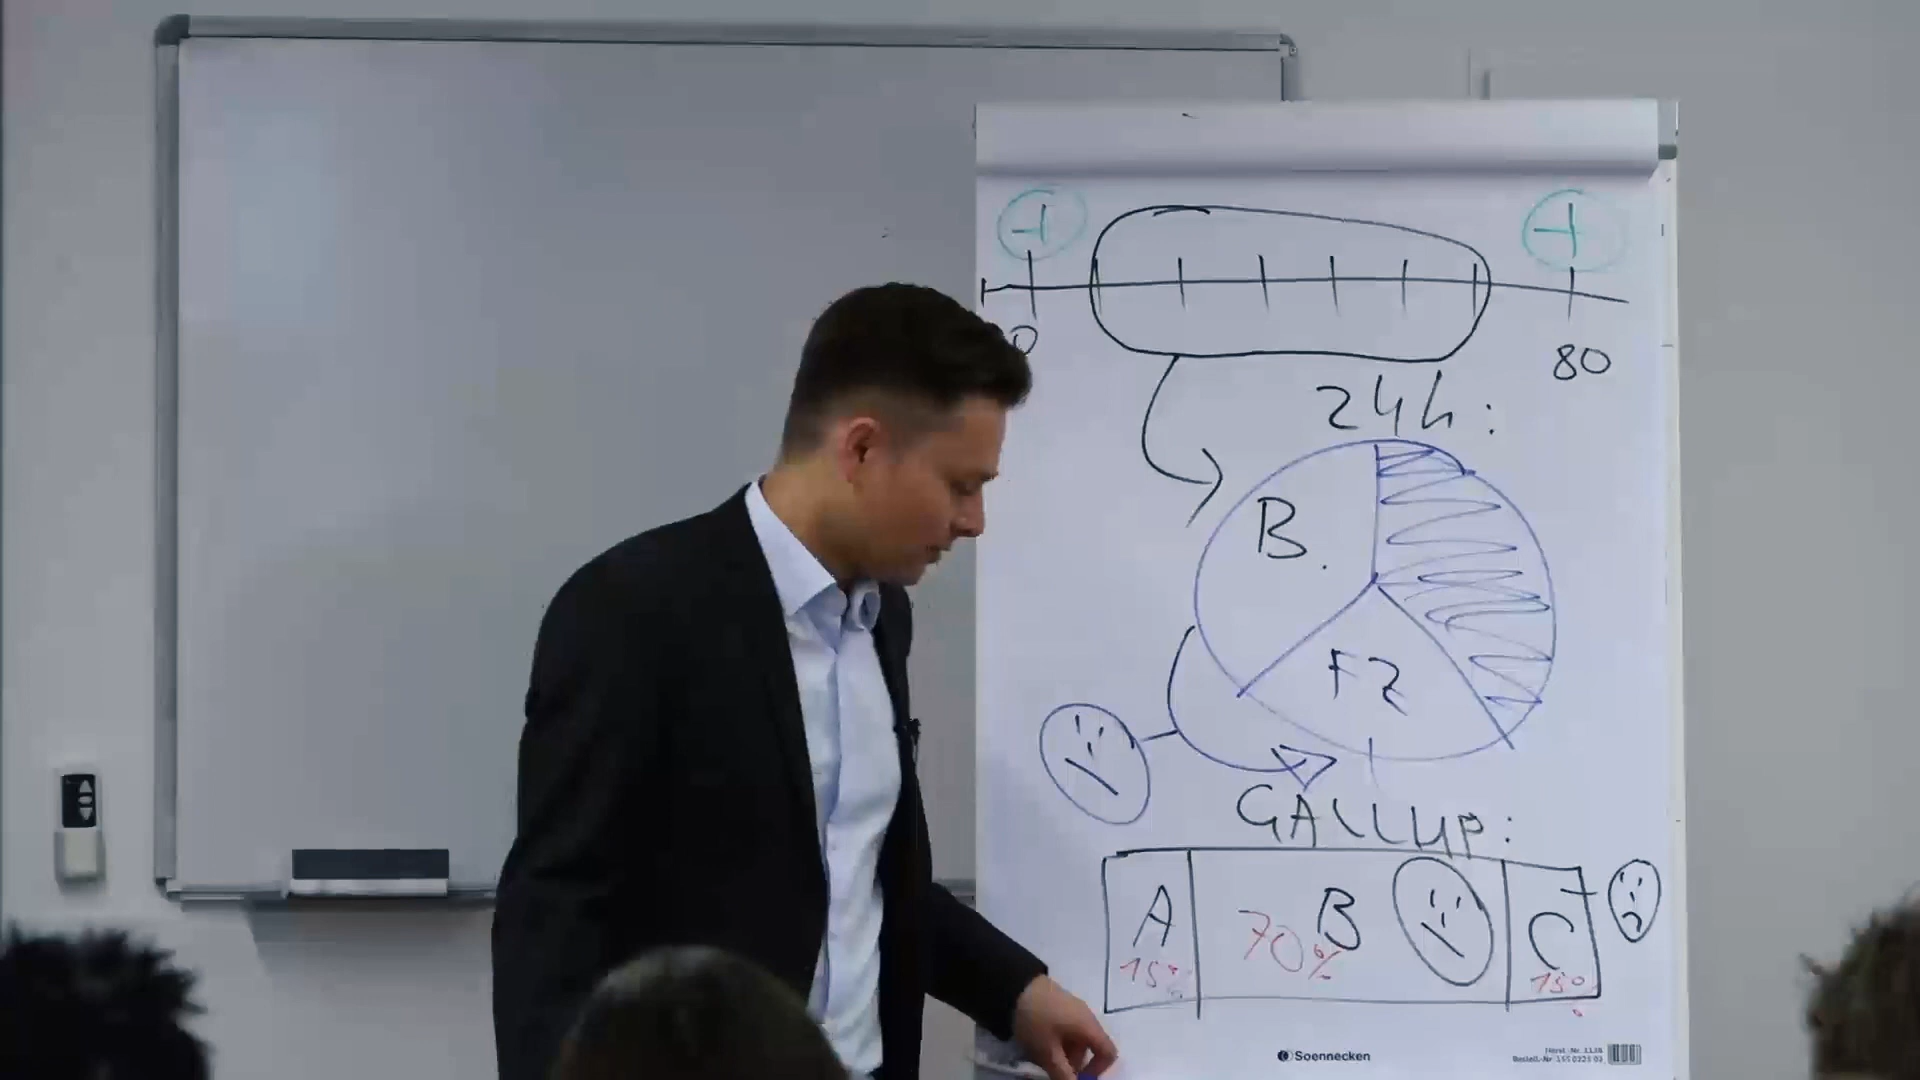 0 80
24h:
B.
FZ
GALLUP:
A B C
15% 70% 15%
Soennecken